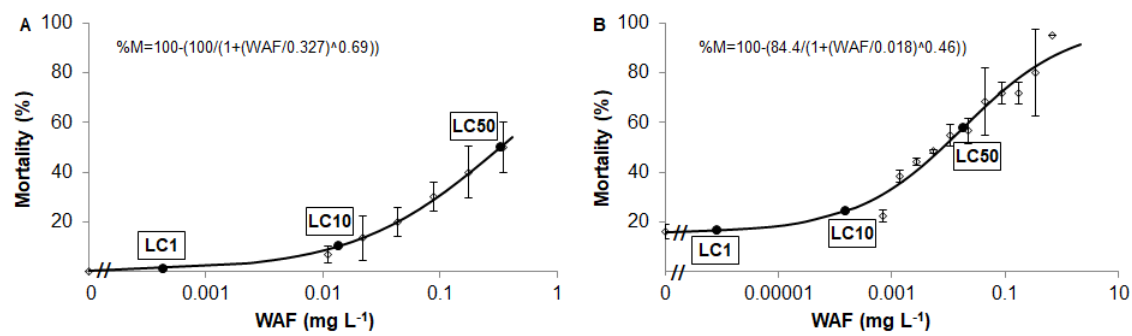 A
%M=100-(100/(1+(WAF/0.327)^0.69))
Mortality (%)
100
80
60
40
20
LC50
LC10
LC1
0 0.001 0.01 0.1 1
WAF (mg L⁻¹)
B
%M=100-(84.4/(1+(WAF/0.018)^0.46))
Mortality (%)
100
80
60
40
20
LC50
LC10
LC1
0 0.00001 0.001 0.1 10
WAF (mg L⁻¹)